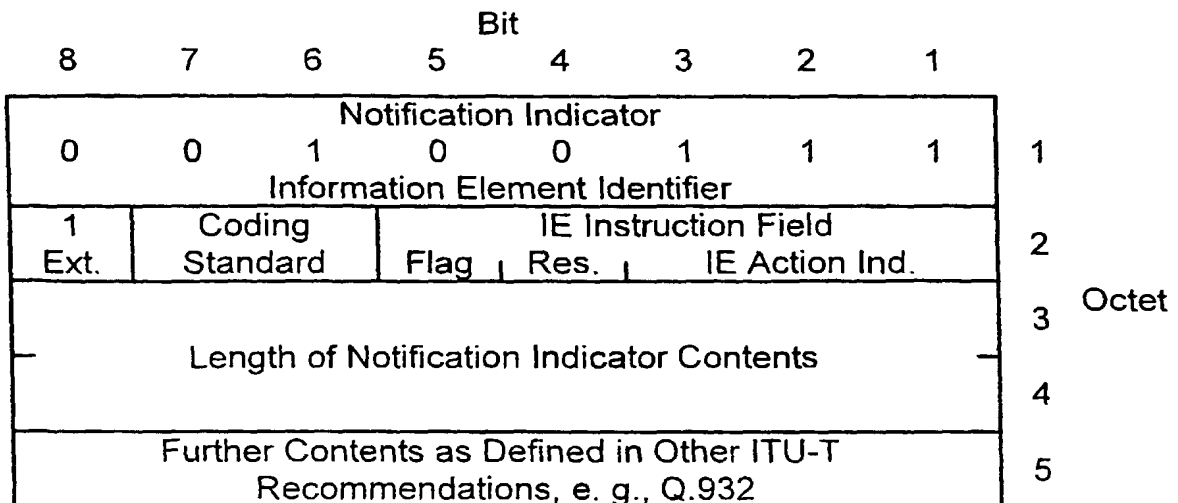 Bit
8 7 6 5 4 3 2 1
Notification Indicator
0 0 1 0 0 1 1 1 1
Information Element Identifier
1 Coding IE Instruction Field 2
Ext. Standard Flag Res. IE Action Ind.
3 Octet
Length of Notification Indicator Contents
4
Further Contents as Defined in Other ITU-T 5
Recommendations, e. g., Q.932